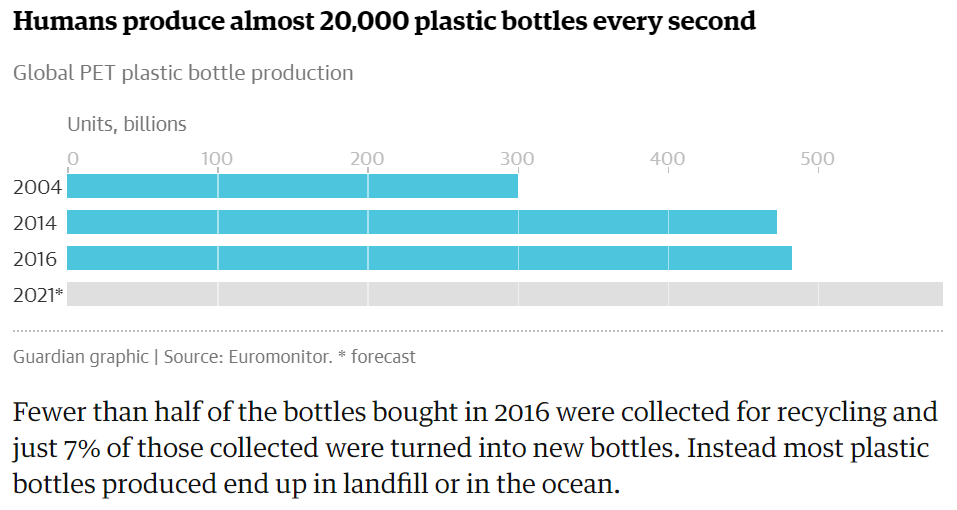 Humans produce almost 20,000 plastic bottles every second
Global PET plastic bottle production
Units, billions
0 100 200 300 400 500
2004
2014
2016
2021*
Guardian graphic | Source: Euromonitor. * forecast
Fewer than half of the bottles bought in 2016 were collected for recycling and
just 7% of those collected were turned into new bottles. Instead most plastic
bottles produced end up in landfill or in the ocean.